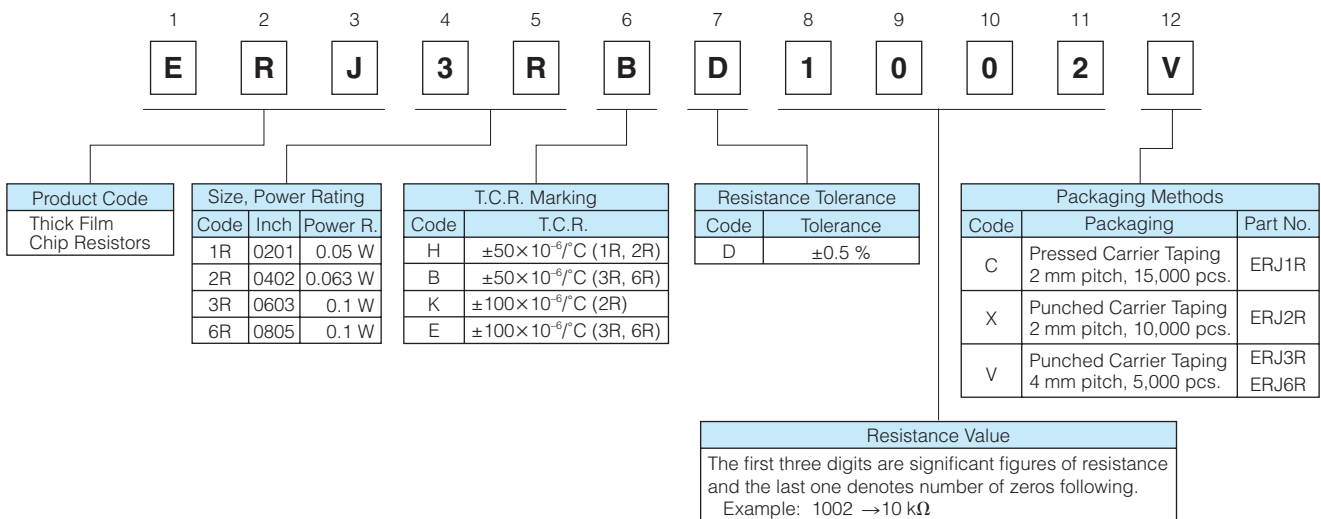 1 2 3 4 5 6 7 8 9 10 11 12
E R J 3 R B D 1 0 0 2 V
Product Code
Thick Film
Chip Resistors
Size, Power Rating
Code Inch Power R.
1R 0201 0.05 W
2R 0402 0.063 W
3R 0603 0.1 W
6R 0805 0.1 W
T.C.R. Marking
Code T.C.R.
H ±50×10⁻⁶/°C (1R, 2R)
B ±50×10⁻⁶/°C (3R, 6R)
K ±100×10⁻⁶/°C (2R)
E ±100×10⁻⁶/°C (3R, 6R)
Resistance Tolerance
Code Tolerance
D ±0.5 %
Packaging Methods
Code Packaging Part No.
C Pressed Carrier Taping
2 mm pitch, 15,000 pcs. ERJ1R
X Punched Carrier Taping
2 mm pitch, 10,000 pcs. ERJ2R
V Punched Carrier Taping ERJ3R
4 mm pitch, 5,000 pcs. ERJ6R
Resistance Value
The first three digits are significant figures of resistance
and the last one denotes number of zeros following.
Example: 1002 →10 kΩ